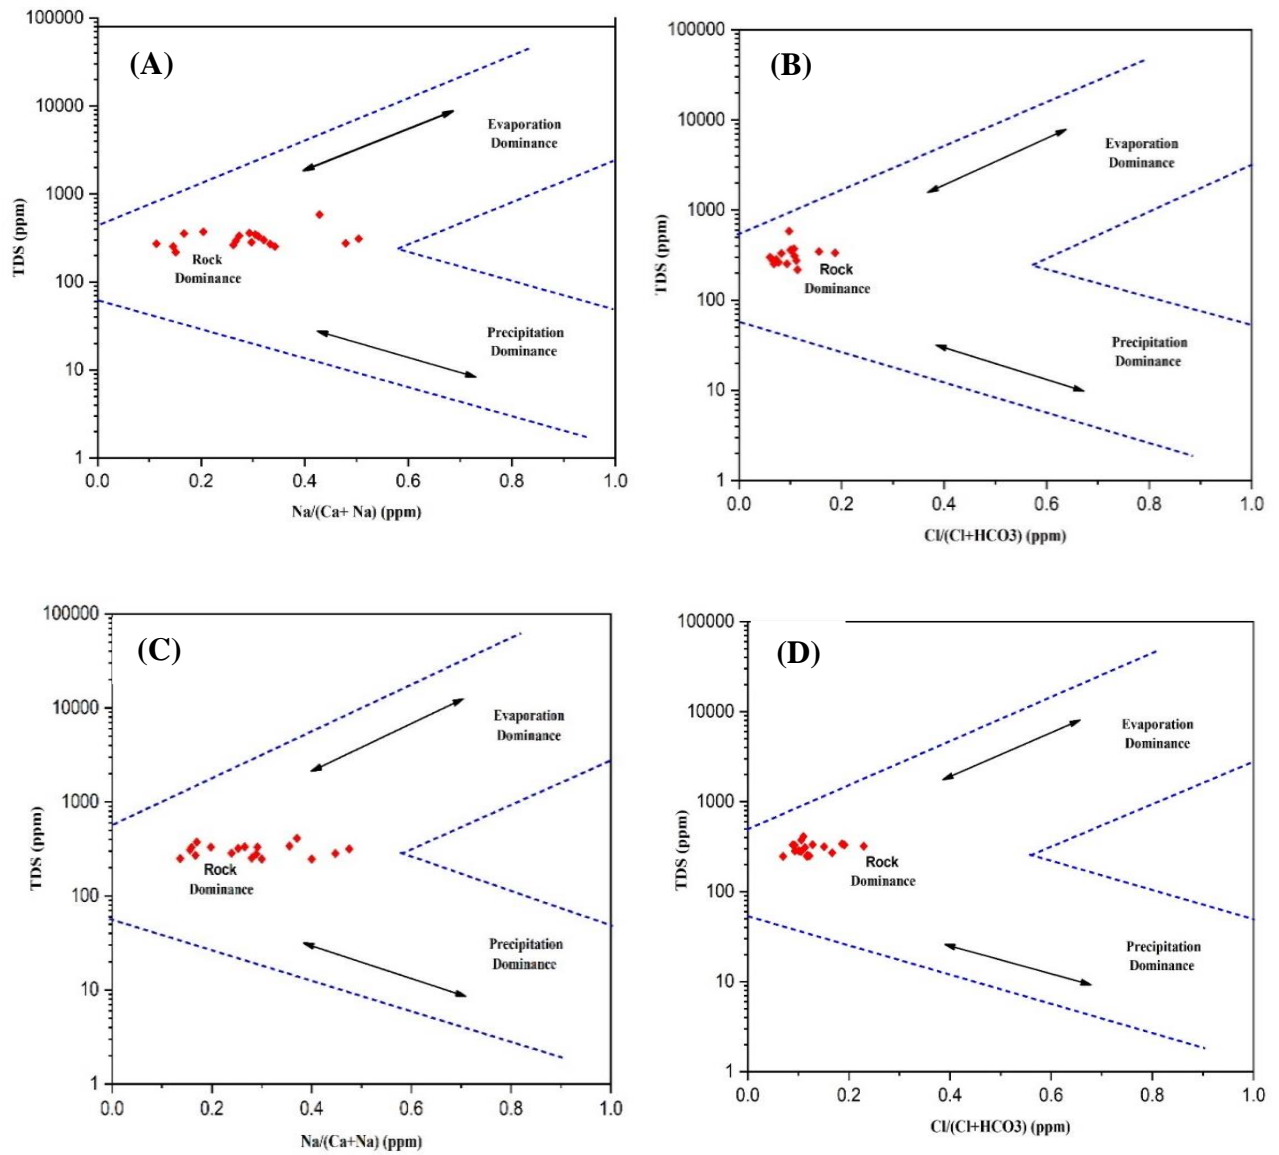 (A)
100000
10000
1000
100
10
1
TDS (ppm)
Evaporation
Dominance
Rock
Dominance
Precipitation
Dominance
0.0 0.2 0.4 0.6 0.8 1.0
Na/(Ca+ Na) (ppm)
(B)
100000
10000
1000
100
10
1
TDS (ppm)
Evaporation
Dominance
Rock
Dominance
Precipitation
Dominance
0.0 0.2 0.4 0.6 0.8 1.0
Cl/(Cl+HCO3) (ppm)
(C)
100000
10000
1000
100
10
1
TDS (ppm)
Evaporation
Dominance
Rock
Dominance
Precipitation
Dominance
0.0 0.2 0.4 0.6 0.8 1.0
Na/(Ca+Na) (ppm)
(D)
100000
10000
1000
100
10
1
TDS (ppm)
Evaporation
Dominance
Rock
Dominance
Precipitation
Dominance
0.0 0.2 0.4 0.6 0.8 1.0
Cl/(Cl+HCO3) (ppm)